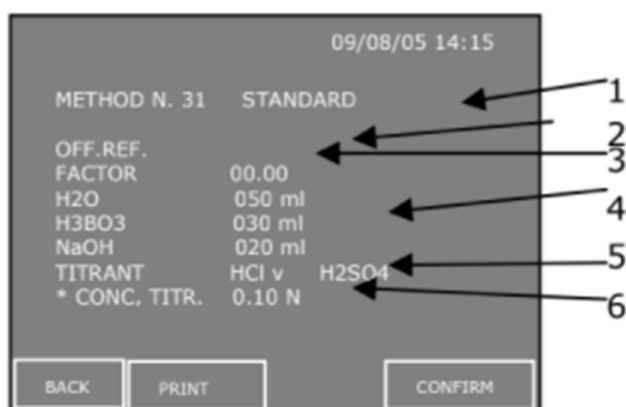 09/08/05 14:15
METHOD N. 31 STANDARD
1
OFF.REF.
2
FACTOR 00.00
3
H2O 050 ml
H3BO3 030 ml
4
NaOH 020 ml
TITRANT HCl v H2SO4
5
* CONC, TITR. 0.10 N
6
BACK PRINT CONFIRM